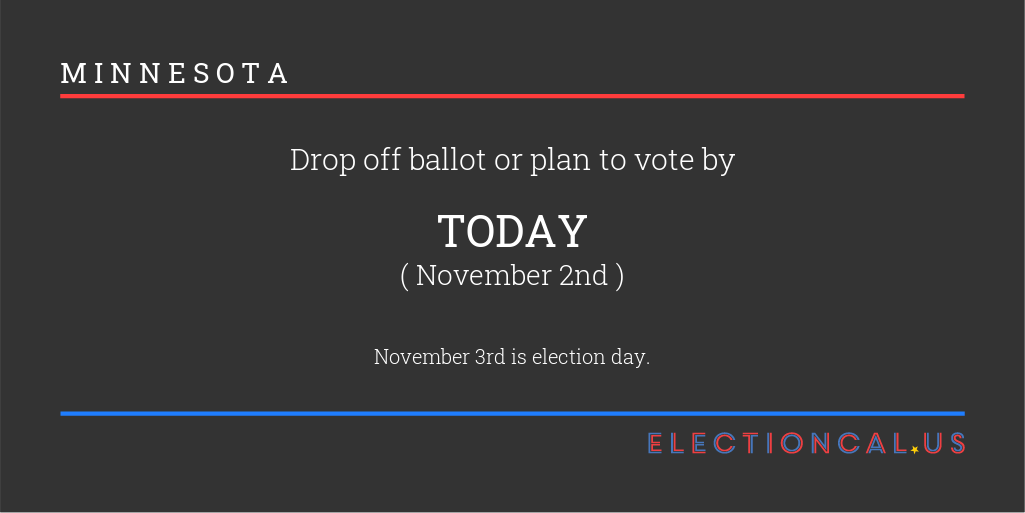 MINNESOTA
Drop off ballot or plan to vote by
TODAY
( November 2nd )
November 3rd is election day.
ELECTIONCAL.US